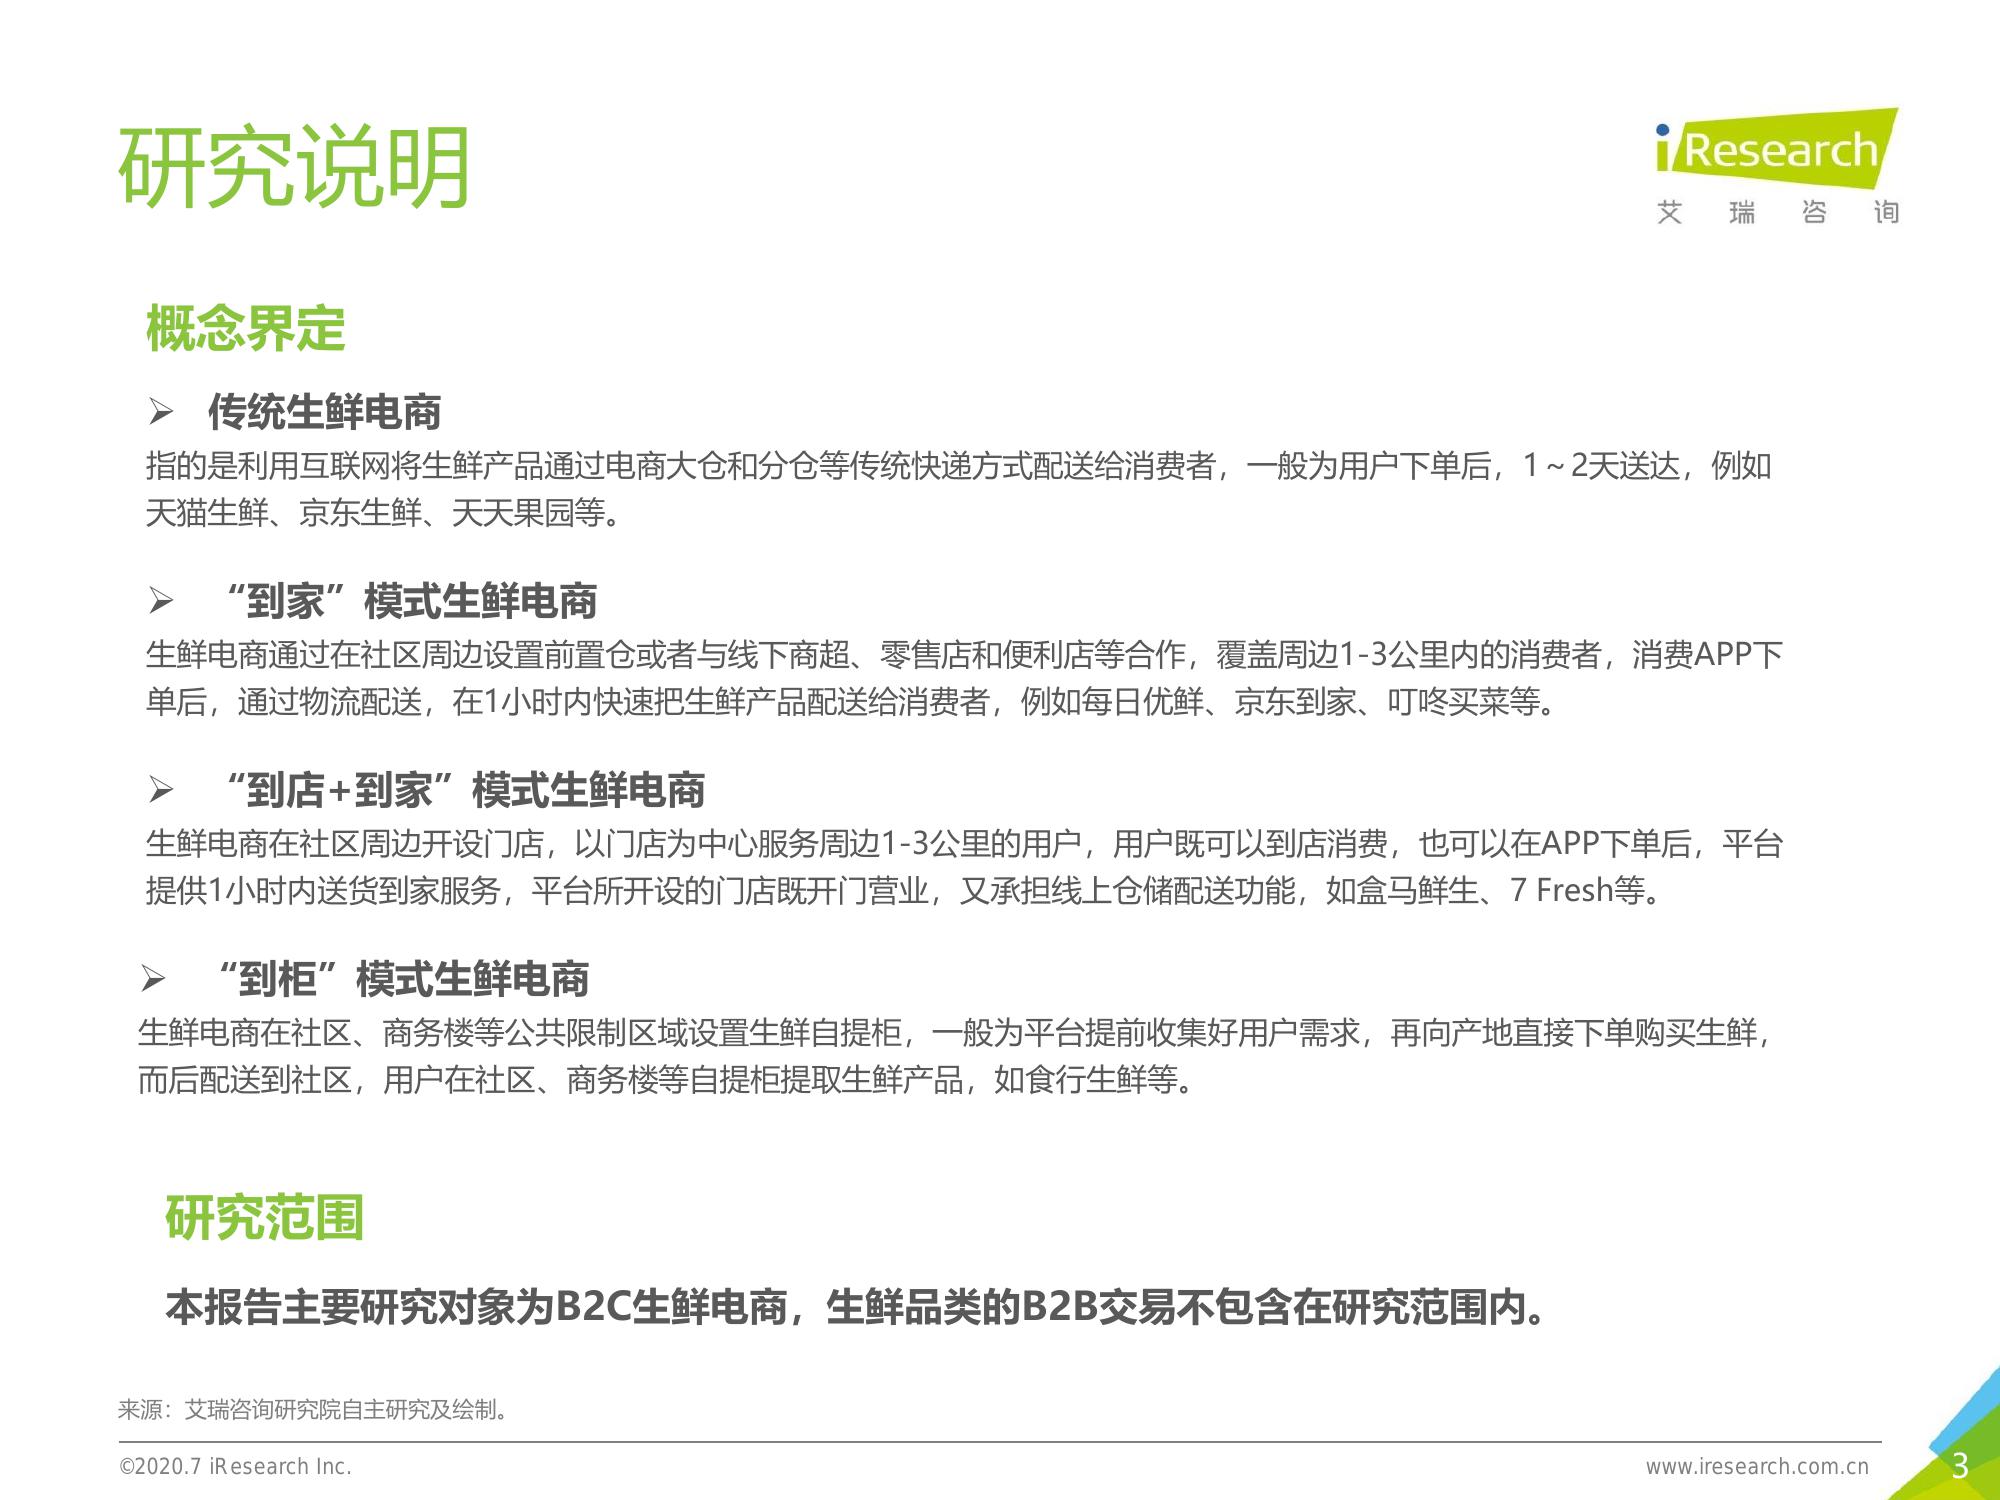 研究说明
iResearch
艾瑞咨询
概念界定
➢ 传统生鲜电商
指的是利用互联网将生鲜产品通过电商大仓和分仓等传统快递方式配送给消费者，一般为用户下单后，1～2天送达，例如
天猫生鲜、京东生鲜、天天果园等。
➢ “到家”模式生鲜电商
生鲜电商通过在社区周边设置前置仓或者与线下商超、零售店和便利店等合作，覆盖周边1-3公里内的消费者，消费APP下
单后，通过物流配送，在1小时内快速把生鲜产品配送给消费者，例如每日优鲜、京东到家、叮咚买菜等。
➢ “到店+到家”模式生鲜电商
生鲜电商在社区周边开设门店，以门店为中心服务周边1-3公里的用户，用户既可以到店消费，也可以在APP下单后，平台
提供1小时内送货到家服务，平台所开设的门店既开门营业，又承担线上仓储配送功能，如盒马鲜生、7 Fresh等。
➢ “到柜”模式生鲜电商
生鲜电商在社区、商务楼等公共限制区域设置生鲜自提柜，一般为平台提前收集好用户需求，再向产地直接下单购买生鲜，
而后配送到社区，用户在社区、商务楼等自提柜提取生鲜产品，如食行生鲜等。
研究范围
本报告主要研究对象为B2C生鲜电商，生鲜品类的B2B交易不包含在研究范围内。
来源：艾瑞咨询研究院自主研究及绘制。
©2020.7 iResearch Inc.
www.iresearch.com.cn
3